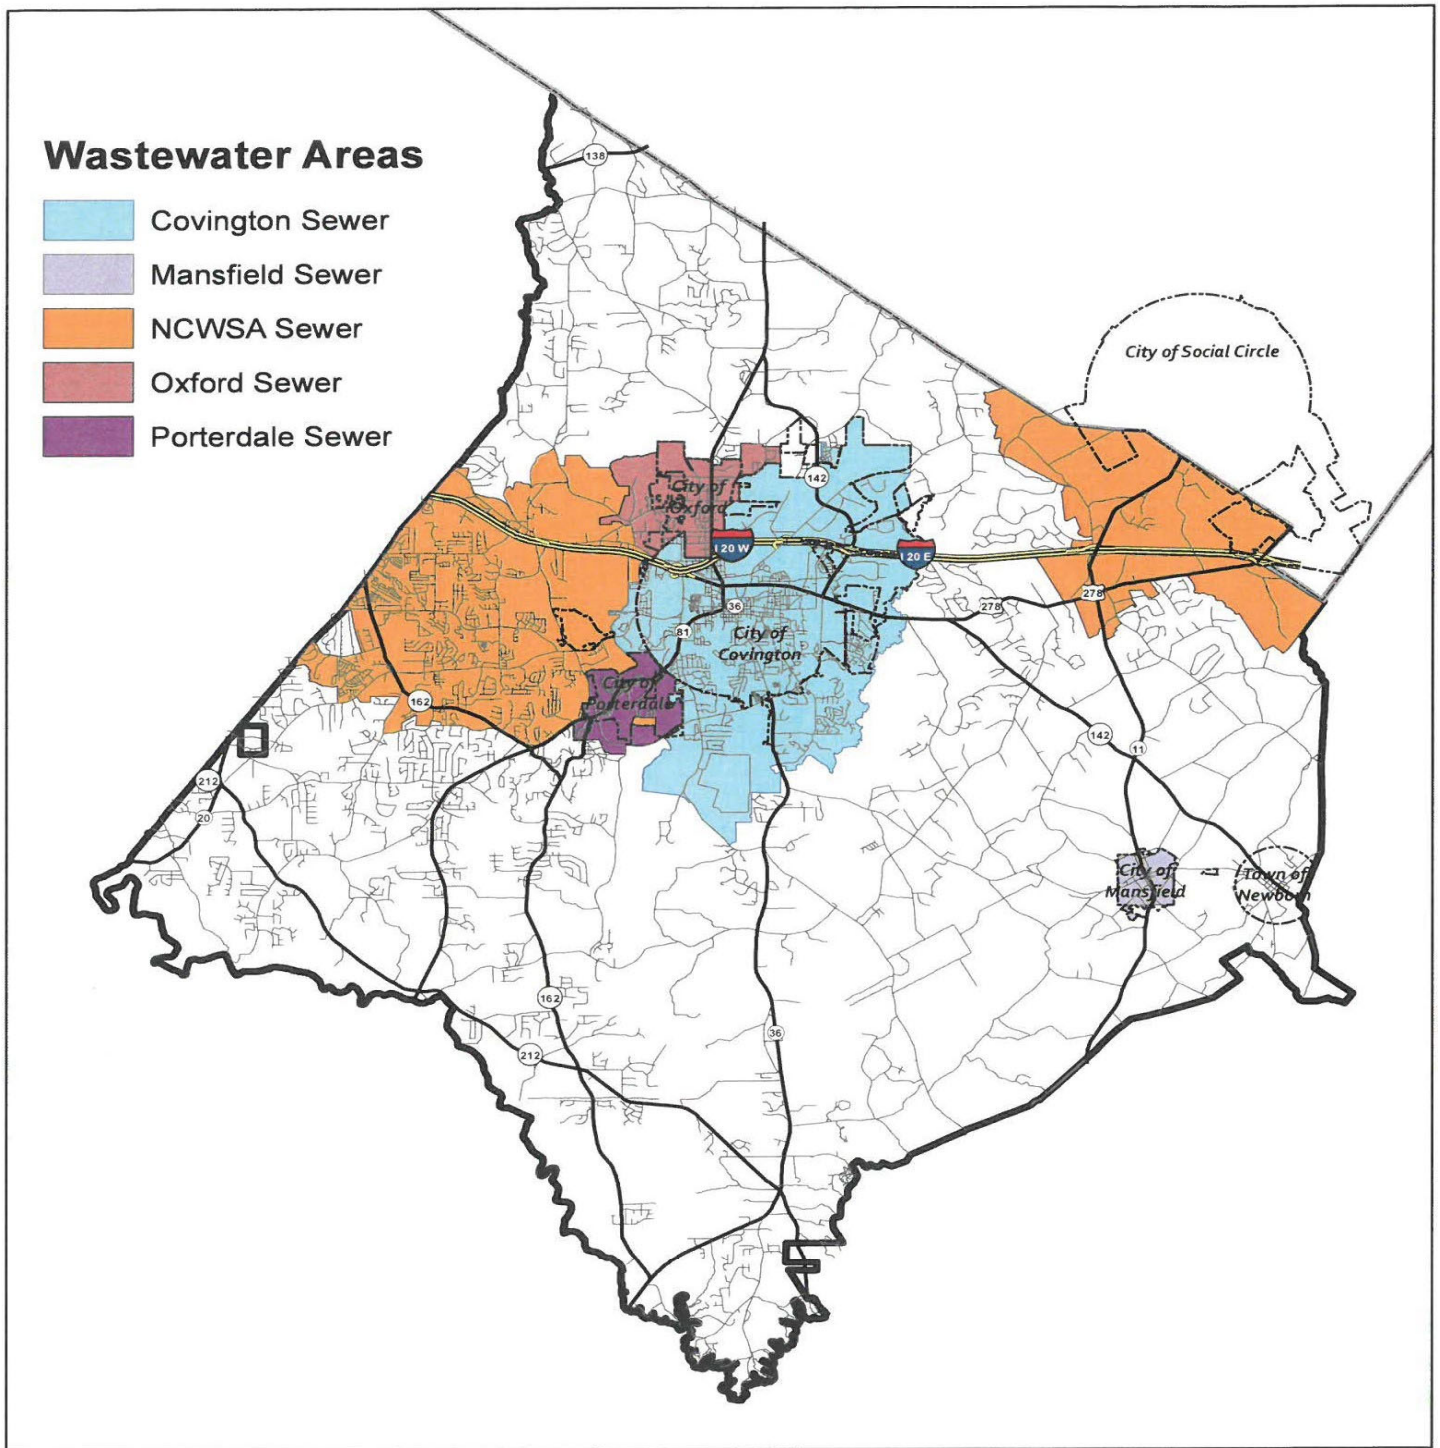 Wastewater Areas
Covington Sewer
Mansfield Sewer
NCWSA Sewer
Oxford Sewer
Porterdale Sewer
138
City of Social Circle
142
City of
Oxford
I 20 W
I 20 E
36
278
278
81
City of
Covington
City of
Porterdale
162
142
11
212
20
City of
Mansfield
Town of
Newborn
162
36
212